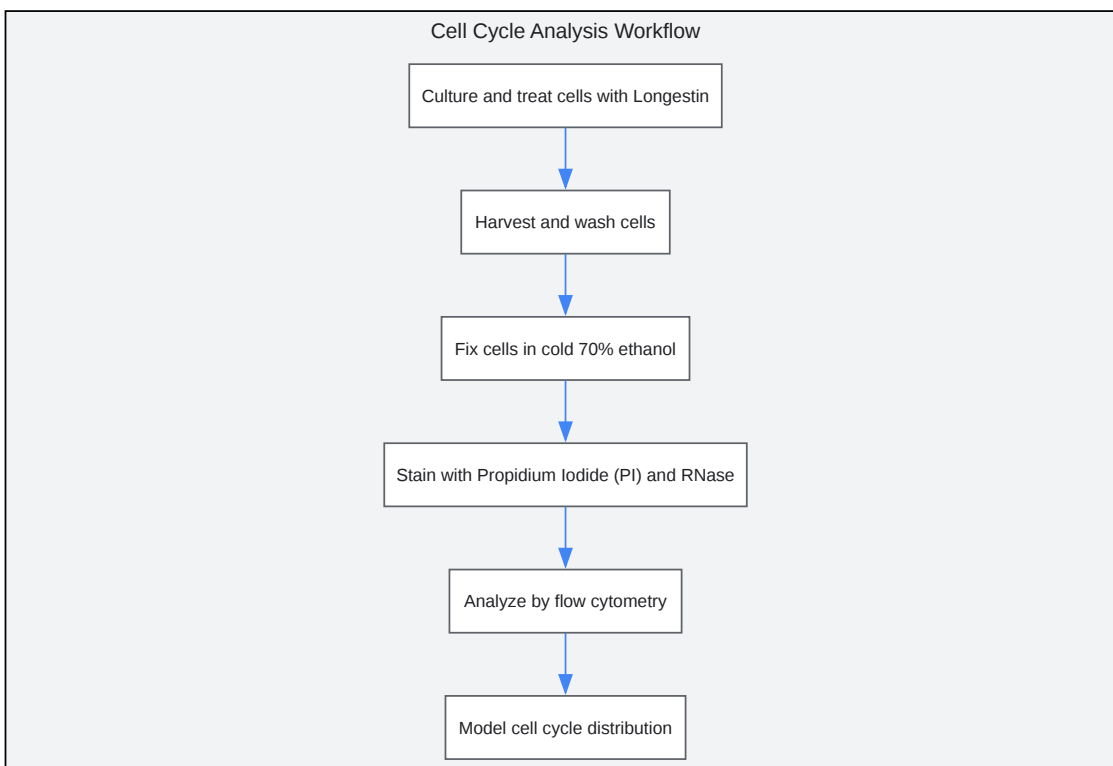 Cell Cycle Analysis Workflow
Culture and treat cells with Longestin
Harvest and wash cells
Fix cells in cold 70% ethanol
Stain with Propidium Iodide (PI) and RNase
Analyze by flow cytometry
Model cell cycle distribution